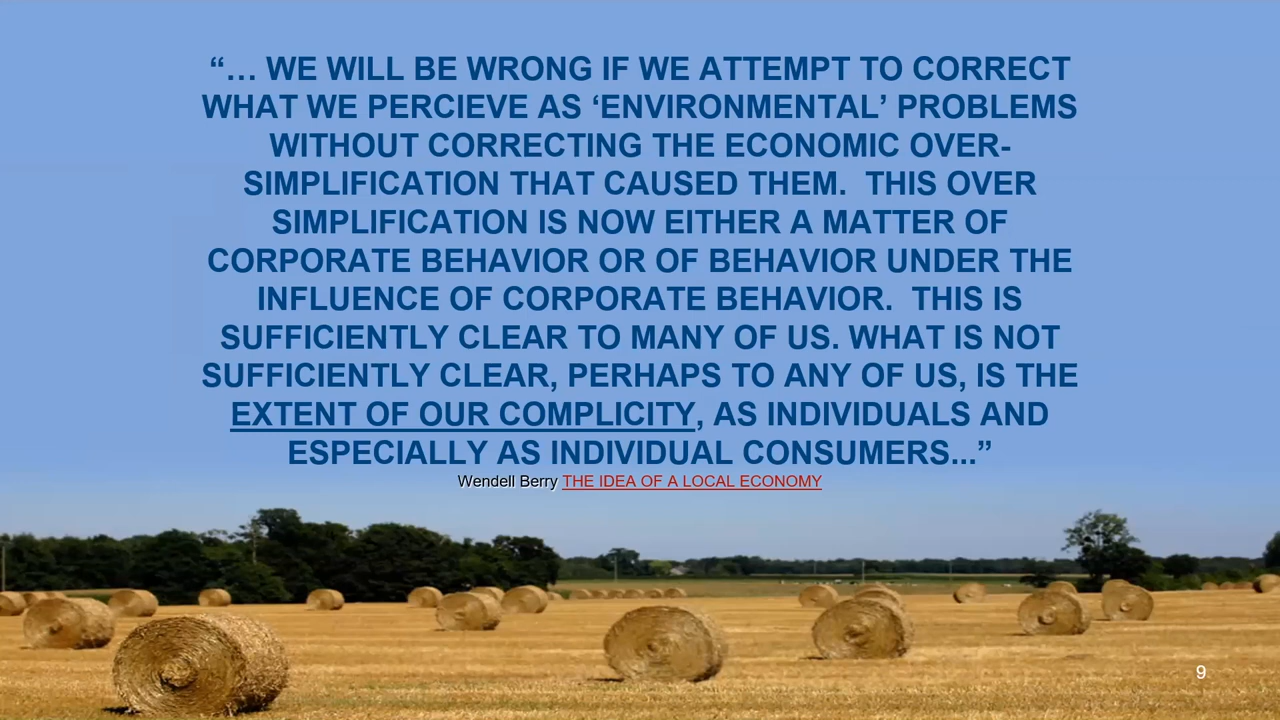 “… WE WILL BE WRONG IF WE ATTEMPT TO CORRECT
WHAT WE PERCIEVE AS ‘ENVIRONMENTAL’ PROBLEMS
WITHOUT CORRECTING THE ECONOMIC OVER-
SIMPLIFICATION THAT CAUSED THEM.  THIS OVER
SIMPLIFICATION IS NOW EITHER A MATTER OF
CORPORATE BEHAVIOR OR OF BEHAVIOR UNDER THE
INFLUENCE OF CORPORATE BEHAVIOR.  THIS IS
SUFFICIENTLY CLEAR TO MANY OF US. WHAT IS NOT
SUFFICIENTLY CLEAR, PERHAPS TO ANY OF US, IS THE
EXTENT OF OUR COMPLICITY, AS INDIVIDUALS AND
ESPECIALLY AS INDIVIDUAL CONSUMERS...”
Wendell Berry THE IDEA OF A LOCAL ECONOMY
9